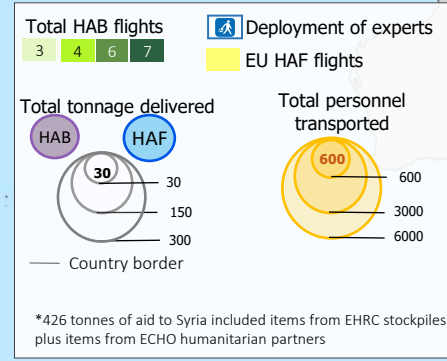 Total HAB flights
3 4 6 7
Deployment of experts
EU HAF flights
Total tonnage delivered
HAB HAF
30
30
150
300
Total personnel
transported
600
600
3000
6000
Country border
*426 tonnes of aid to Syria included items from EHRC stockpiles
plus items from ECHO humanitarian partners